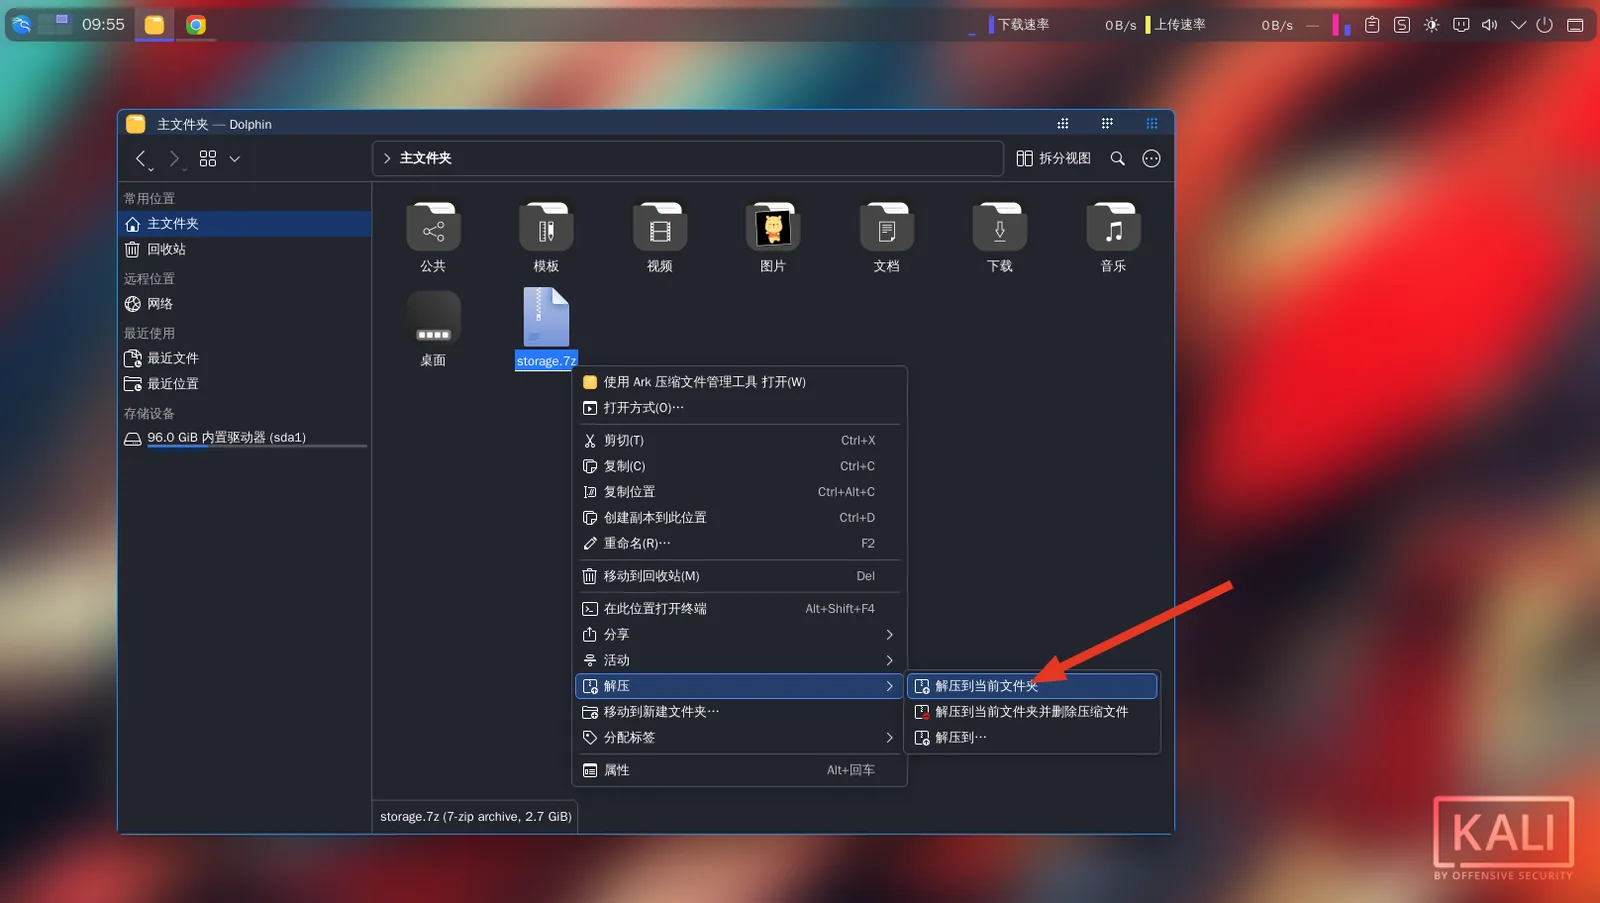 09:55
下载速率 0 B/s 上传速率 0 B/s
主文件夹 — Dolphin
主文件夹
拆分视图
常用位置
主文件夹
回收站
远程位置
网络
最近使用
最近文件
最近位置
存储设备
96.0 GiB 内置驱动器 (sda1)
公共
模板
视频
图片
文档
下载
音乐
桌面
storage.7z
使用 Ark 压缩文件管理工具 打开(W)
打开方式(O)…
剪切(T) Ctrl+X
复制(C) Ctrl+C
复制位置 Ctrl+Alt+C
创建副本到此位置 Ctrl+D
重命名(R)… F2
移动到回收站(M) Del
在此位置打开终端 Alt+Shift+F4
分享
活动
解压
移动到新建文件夹…
分配标签
属性 Alt+回车
解压到当前文件夹
解压到当前文件夹并删除压缩文件
解压到…
storage.7z (7-zip archive, 2.7 GiB)
KALI
BY OFFENSIVE SECURITY